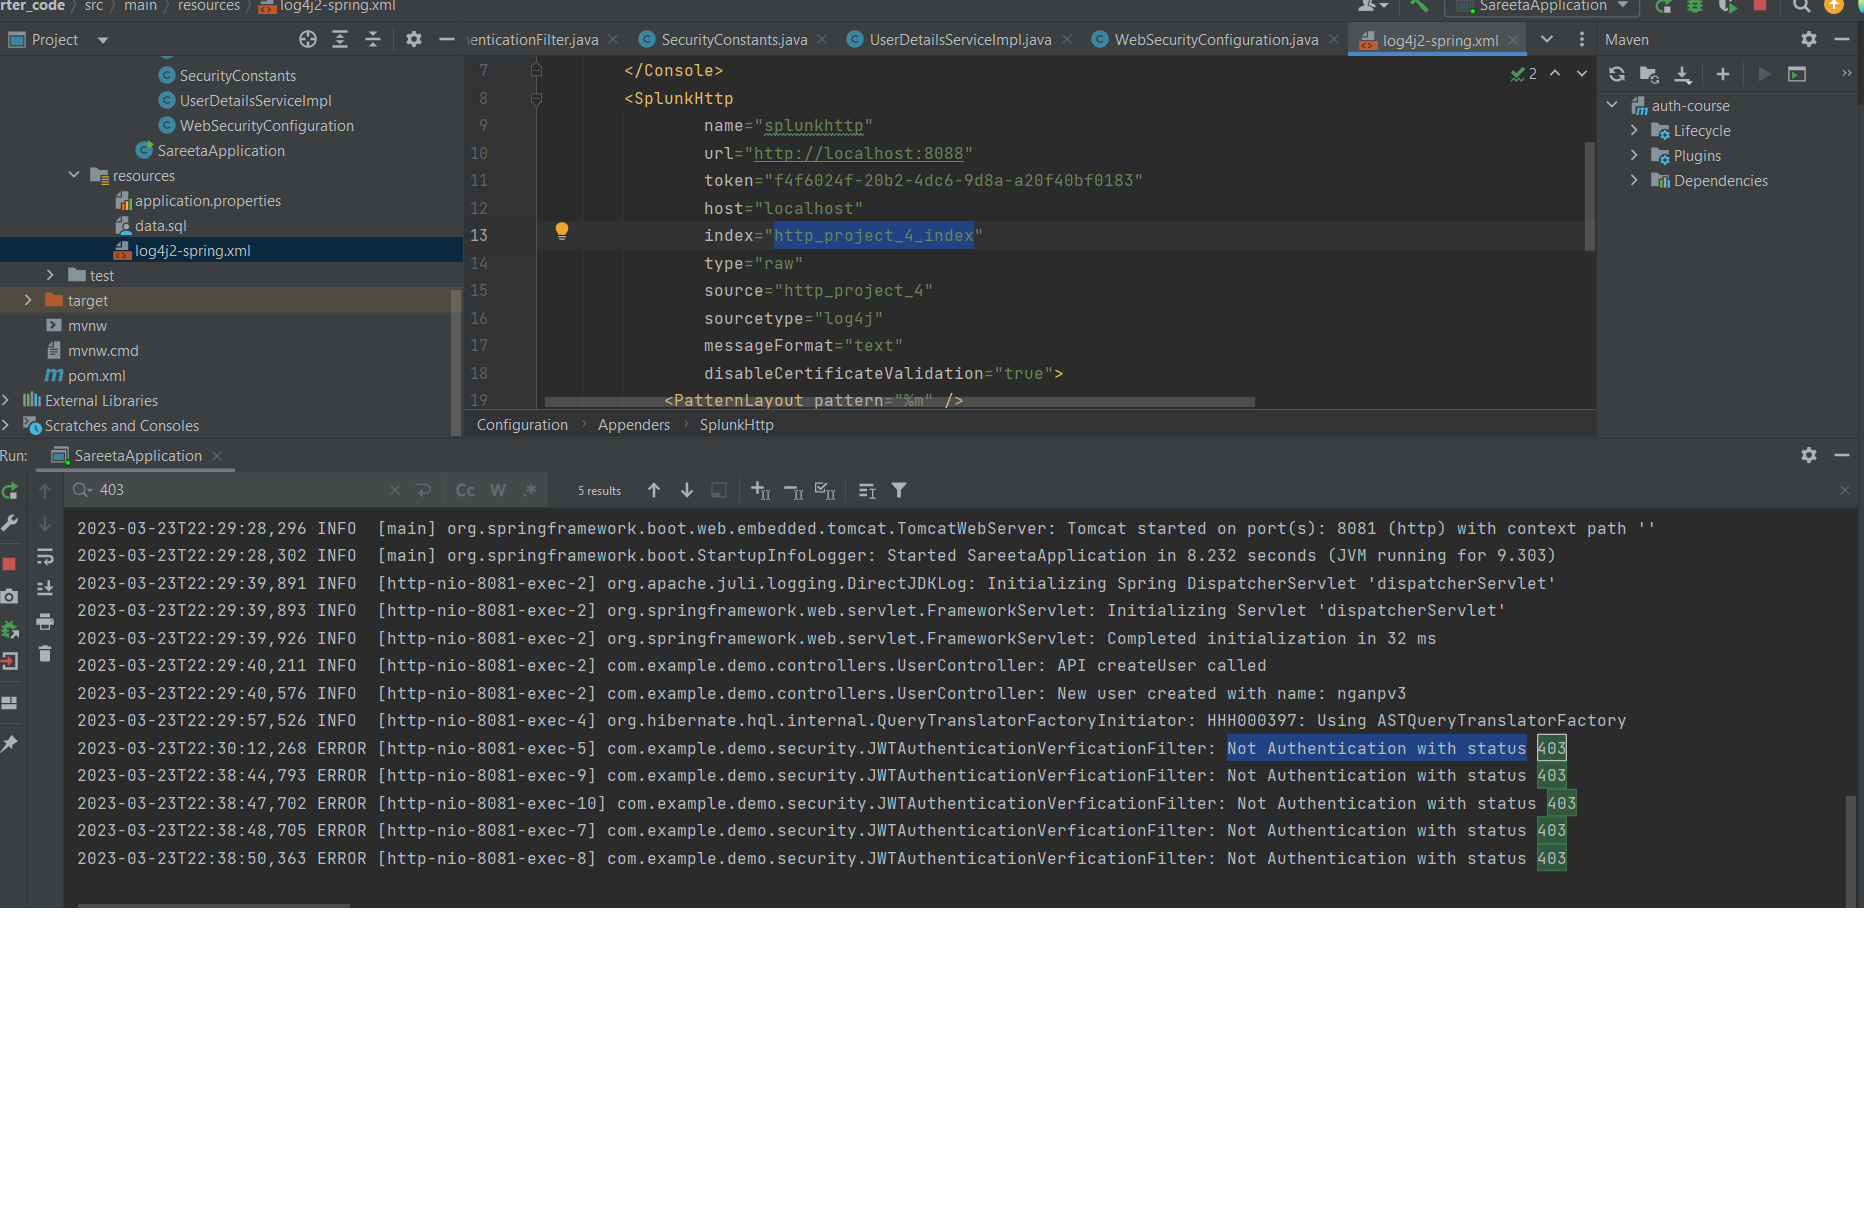 rter_code > src > main > resources > log4j2-spring.xml
SareetaApplication
Project
enticationFilter.java SecurityConstants.java UserDetailsServiceImpl.java WebSecurityConfiguration.java log4j2-spring.xml
Maven
SecurityConstants
UserDetailsServiceImpl
WebSecurityConfiguration
SareetaApplication
resources
application.properties
data.sql
log4j2-spring.xml
test
target
mvnw
mvnw.cmd
pom.xml
External Libraries
Scratches and Consoles
7 </Console>
8 <SplunkHttp
9 name="splunkhttp"
10 url="http://localhost:8088"
11 token="f4f6024f-20b2-4dc6-9d8a-a20f40bf0183"
12 host="localhost"
13 index="http_project_4_index"
14 type="raw"
15 source="http_project_4"
16 sourcetype="log4j"
17 messageFormat="text"
18 disableCertificateValidation="true">
19 <PatternLayout pattern="%m" />
2
Configuration > Appenders > SplunkHttp
auth-course
Lifecycle
Plugins
Dependencies
Run: SareetaApplication
403
Cc W .*
5 results
2023-03-23T22:29:28,296 INFO [main] org.springframework.boot.web.embedded.tomcat.TomcatWebServer: Tomcat started on port(s): 8081 (http) with context path ''
2023-03-23T22:29:28,302 INFO [main] org.springframework.boot.StartupInfoLogger: Started SareetaApplication in 8.232 seconds (JVM running for 9.303)
2023-03-23T22:29:39,891 INFO [http-nio-8081-exec-2] org.apache.juli.logging.DirectJDKLog: Initializing Spring DispatcherServlet 'dispatcherServlet'
2023-03-23T22:29:39,893 INFO [http-nio-8081-exec-2] org.springframework.web.servlet.FrameworkServlet: Initializing Servlet 'dispatcherServlet'
2023-03-23T22:29:39,926 INFO [http-nio-8081-exec-2] org.springframework.web.servlet.FrameworkServlet: Completed initialization in 32 ms
2023-03-23T22:29:40,211 INFO [http-nio-8081-exec-2] com.example.demo.controllers.UserController: API createUser called
2023-03-23T22:29:40,576 INFO [http-nio-8081-exec-2] com.example.demo.controllers.UserController: New user created with name: nganpv3
2023-03-23T22:29:57,526 INFO [http-nio-8081-exec-4] org.hibernate.hql.internal.QueryTranslatorFactoryInitiator: HHH000397: Using ASTQueryTranslatorFactory
2023-03-23T22:30:12,268 ERROR [http-nio-8081-exec-5] com.example.demo.security.JWTAuthenticationVerficationFilter: Not Authentication with status 403
2023-03-23T22:38:44,793 ERROR [http-nio-8081-exec-9] com.example.demo.security.JWTAuthenticationVerficationFilter: Not Authentication with status 403
2023-03-23T22:38:47,702 ERROR [http-nio-8081-exec-10] com.example.demo.security.JWTAuthenticationVerficationFilter: Not Authentication with status 403
2023-03-23T22:38:48,705 ERROR [http-nio-8081-exec-7] com.example.demo.security.JWTAuthenticationVerficationFilter: Not Authentication with status 403
2023-03-23T22:38:50,363 ERROR [http-nio-8081-exec-8] com.example.demo.security.JWTAuthenticationVerficationFilter: Not Authentication with status 403